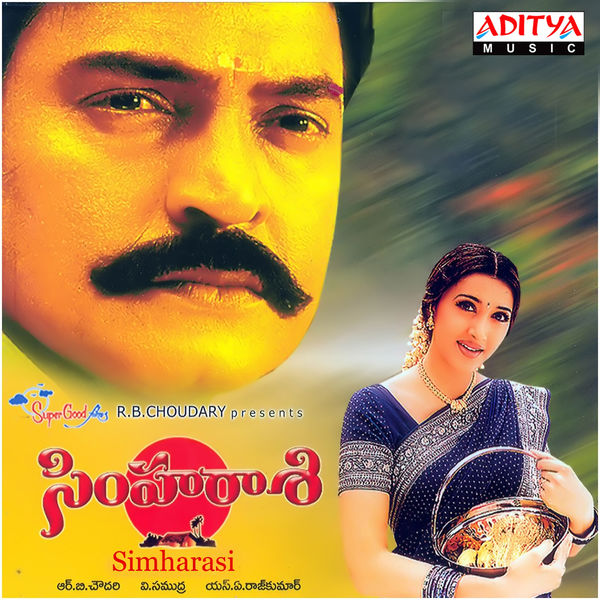 ADITYA
MUSIC
Super Good films R.B.CHOUDARY presents
సింహరాశి
Simharasi
ఆర్.బి.చౌదరి వి.సముద్ర యస్.ఏ.రాజ్‌కుమార్